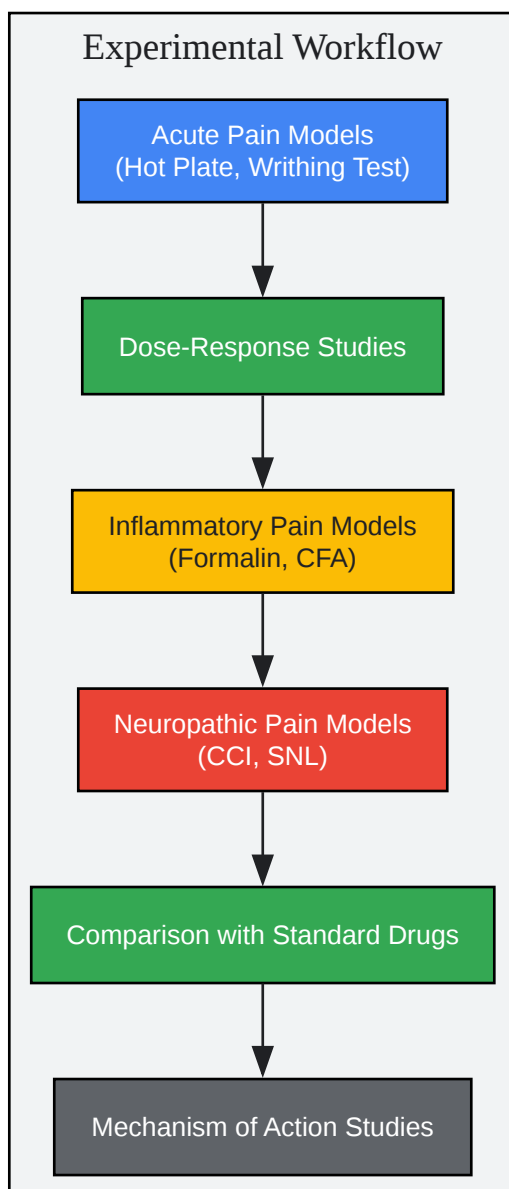 Experimental Workflow
Acute Pain Models
(Hot Plate, Writhing Test)
Dose-Response Studies
Inflammatory Pain Models
(Formalin, CFA)
Neuropathic Pain Models
(CCI, SNL)
Comparison with Standard Drugs
Mechanism of Action Studies